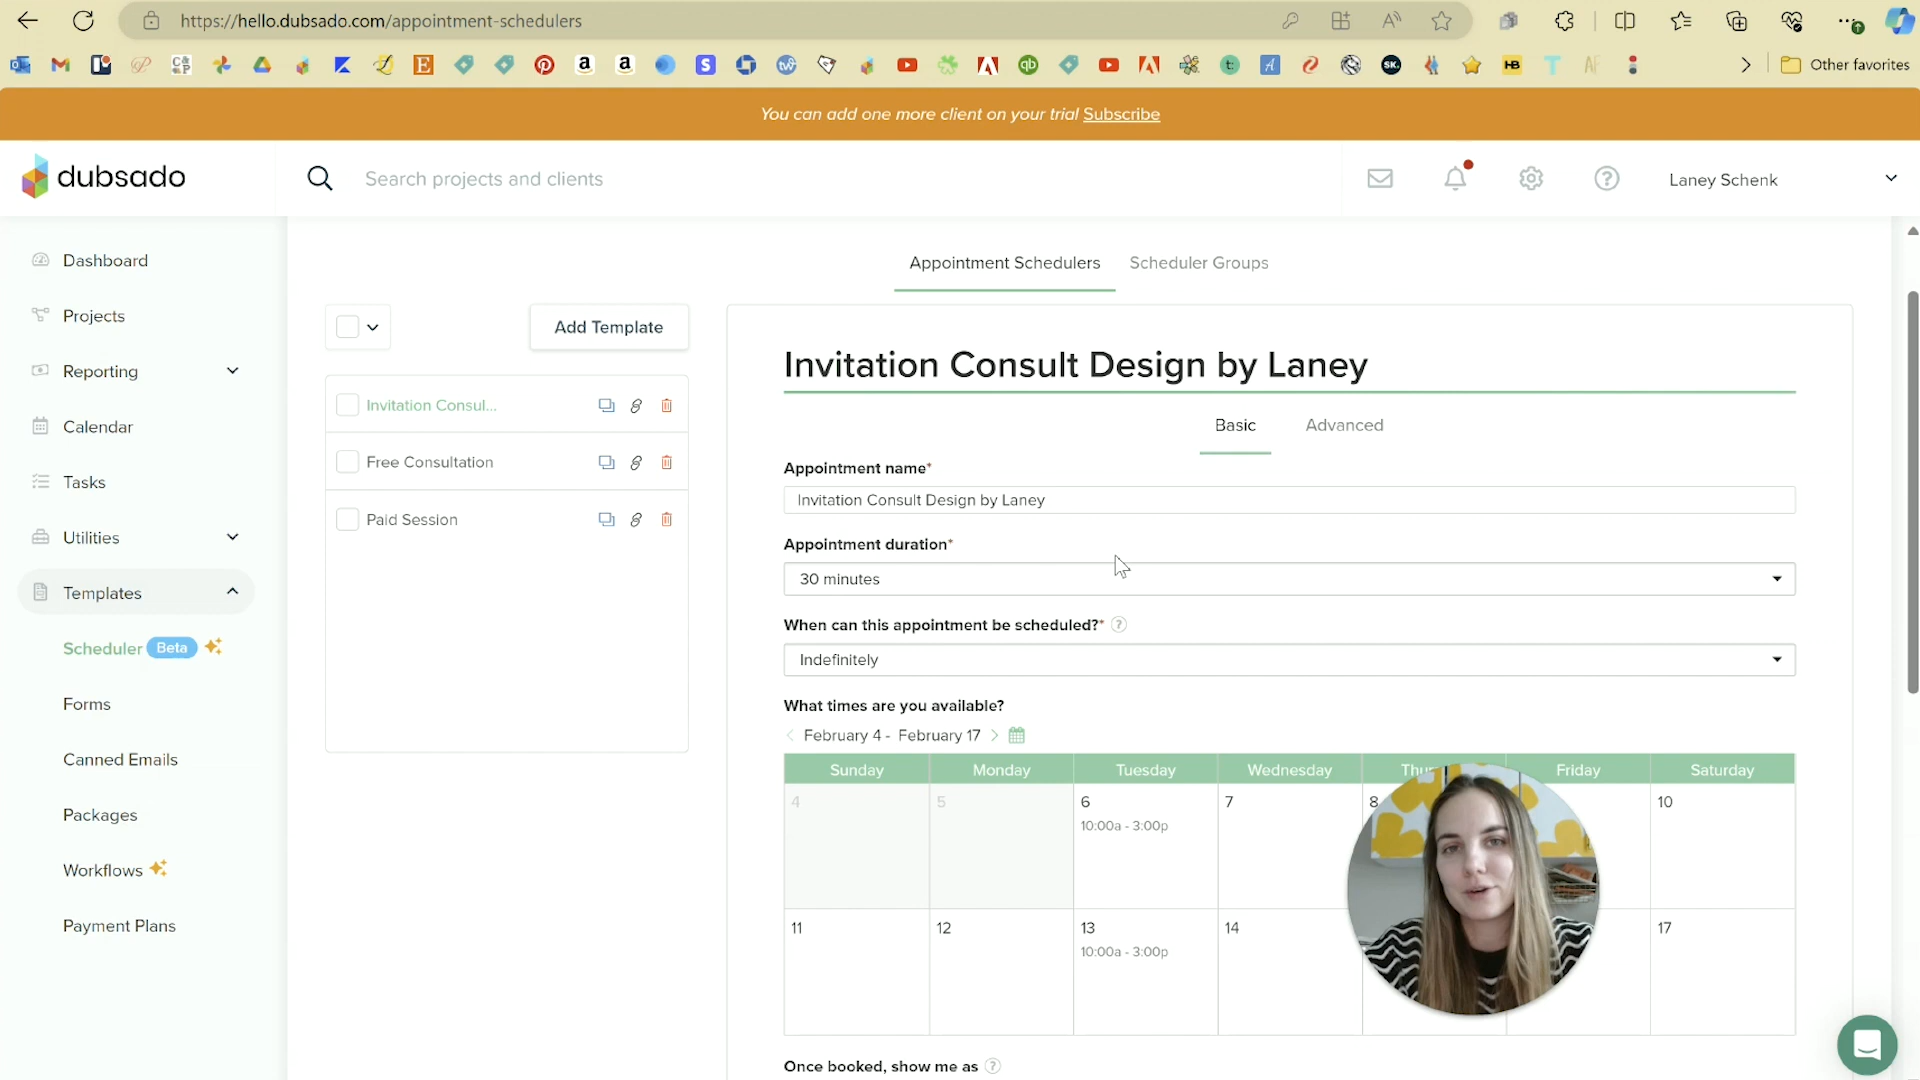 https://hello.dubsado.com/appointment-schedulers
Other favorites
You can add one more client on your trial Subscribe
dubsado
Search projects and clients
Laney Schenk
Dashboard
Projects
Reporting
Calendar
Tasks
Utilities
Templates
Scheduler Beta
Forms
Canned Emails
Packages
Workflows
Payment Plans
Appointment Schedulers
Scheduler Groups
Add Template
Invitation Consul...
Free Consultation
Paid Session
Invitation Consult Design by Laney
Basic
Advanced
Appointment name*
Invitation Consult Design by Laney
Appointment duration*
30 minutes
When can this appointment be scheduled?* ?
Indefinitely
What times are you available?
February 4 - February 17
Sunday Monday Tuesday Wednesday Friday Saturday
4 5 6 7 8 10
10:00a - 3:00p
11 12 13 14 17
10:00a - 3:00p
Once booked, show me as ?